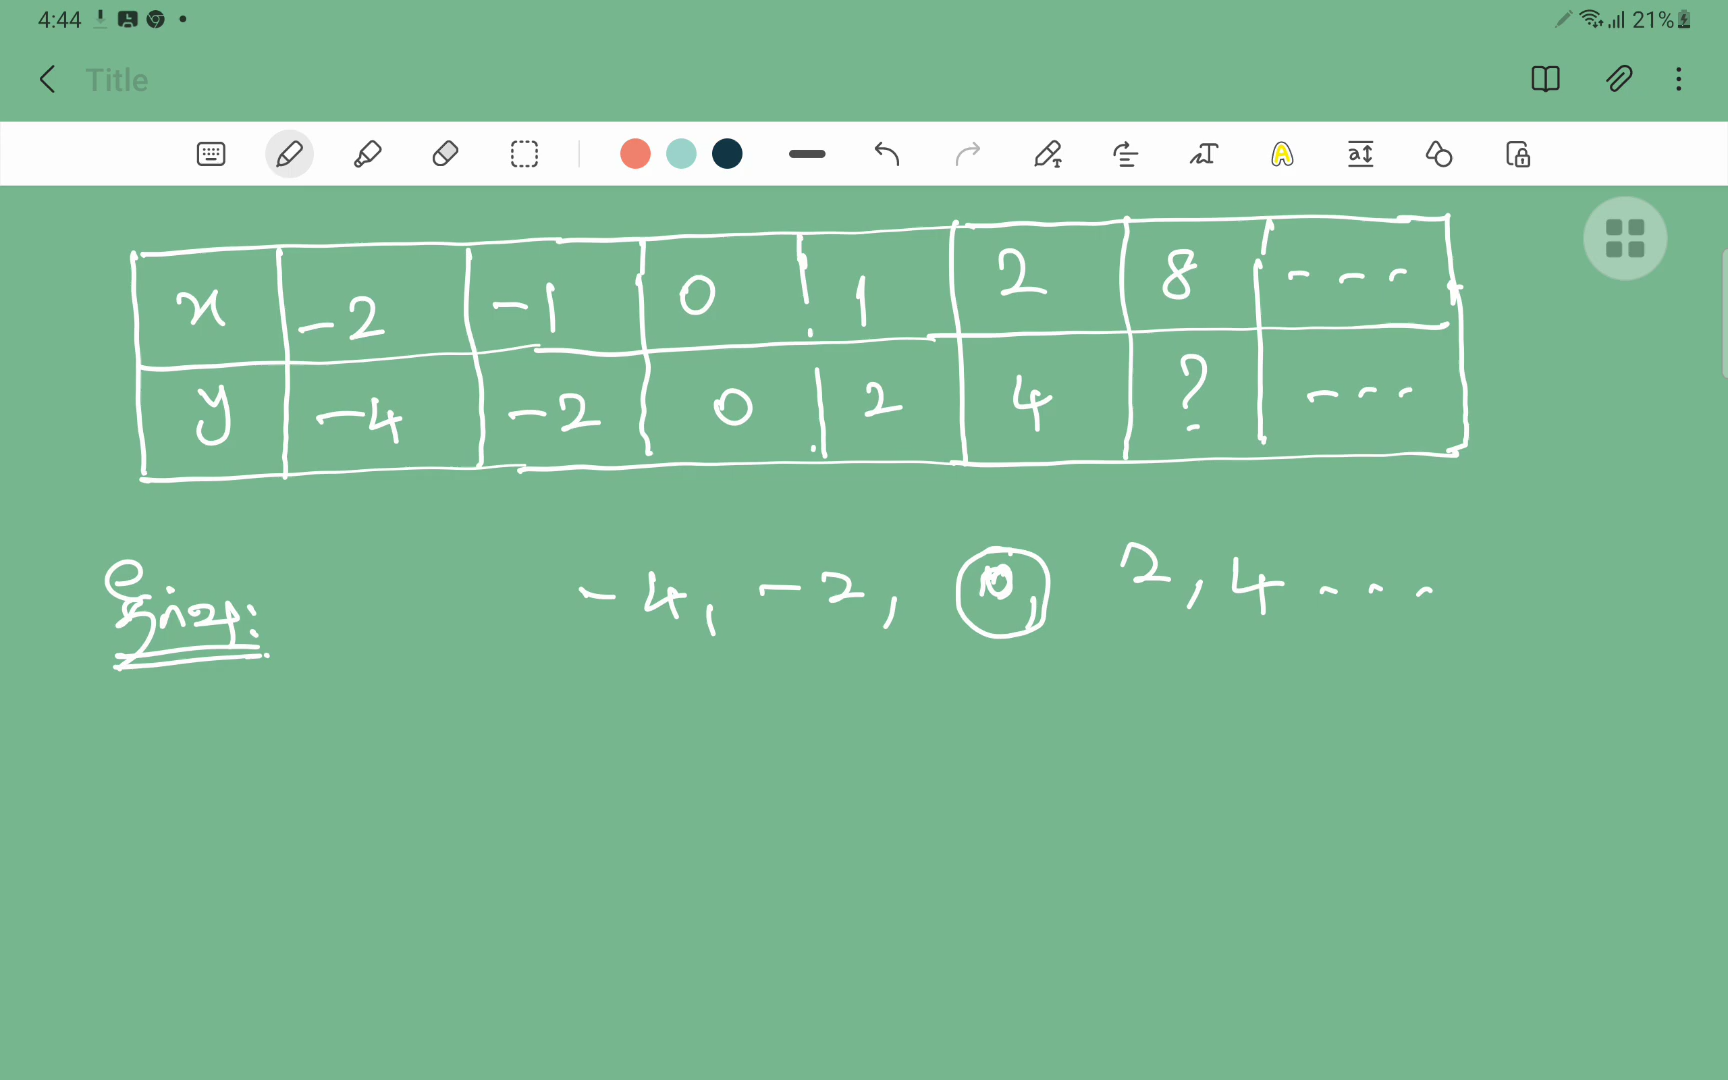 4:44 21%
Title
x -2 -1 0 1 2 8 ---
y -4 -2 0 2 4 ? ---
-4, -2, 0, 2, 4 ...